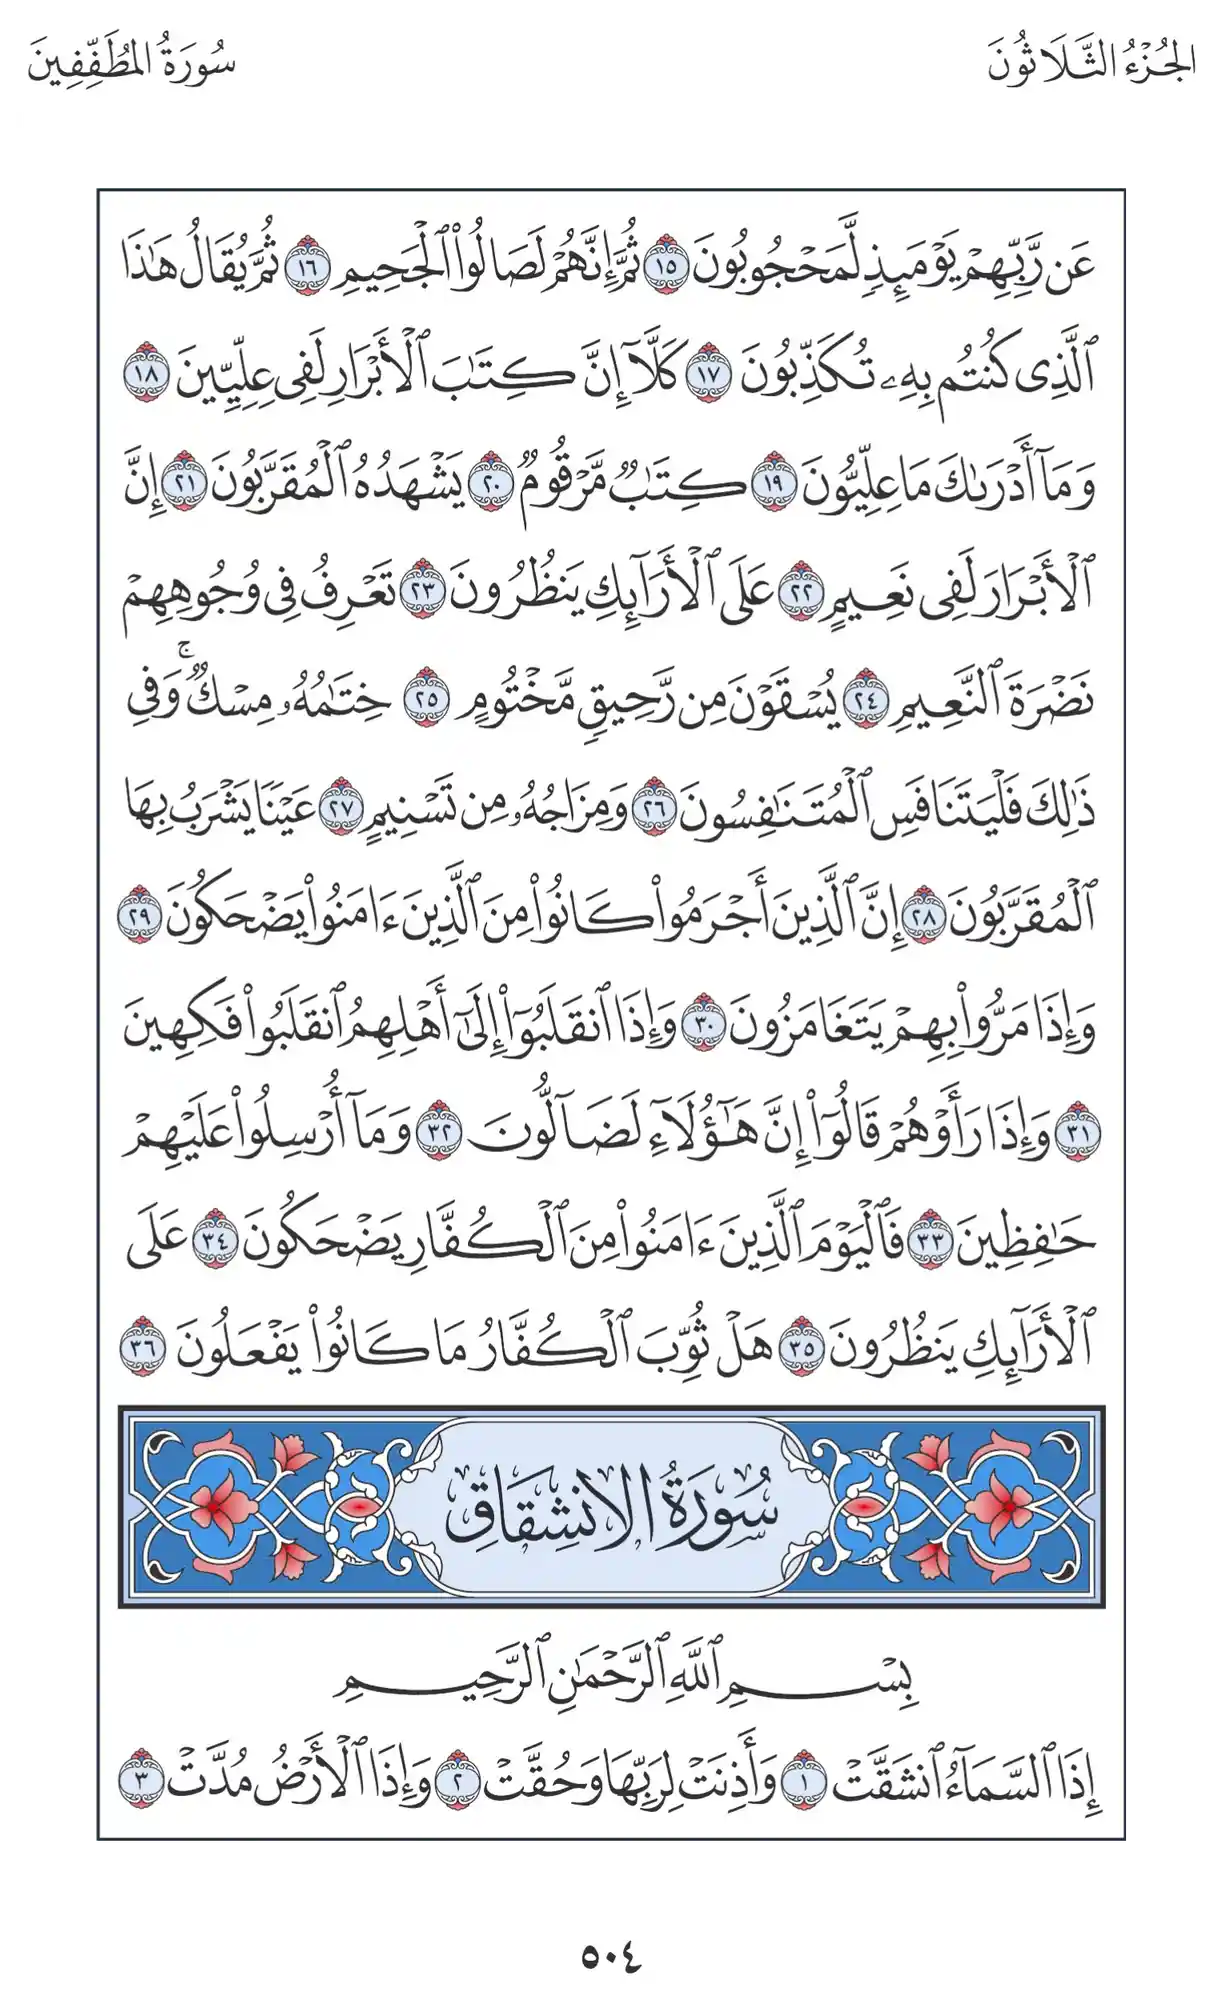 الجُزْءُ الثَّلَاثُونَ
سُورَةُ المُطَفِّفِينَ
عَن رَّبِّهِمْ يَوْمَئِذٍ لَّمَحْجُوبُونَ ١٥ ثُمَّ إِنَّهُمْ لَصَالُوا۟ ٱلْجَحِيمِ ١٦ ثُمَّ يُقَالُ هَٰذَا
ٱلَّذِى كُنتُم بِهِۦ تُكَذِّبُونَ ١٧ كَلَّآ إِنَّ كِتَٰبَ ٱلْأَبْرَارِ لَفِى عِلِّيِّينَ ١٨
وَمَآ أَدْرَىٰكَ مَا عِلِّيُّونَ ١٩ كِتَٰبٌ مَّرْقُومٌ ٢٠ يَشْهَدُهُ ٱلْمُقَرَّبُونَ ٢١ إِنَّ
ٱلْأَبْرَارَ لَفِى نَعِيمٍ ٢٢ عَلَى ٱلْأَرَآئِكِ يَنظُرُونَ ٢٣ تَعْرِفُ فِى وُجُوهِهِمْ
نَضْرَةَ ٱلنَّعِيمِ ٢٤ يُسْقَوْنَ مِن رَّحِيقٍ مَّخْتُومٍ ٢٥ خِتَٰمُهُۥ مِسْكٌ ۚ وَفِى
ذَٰلِكَ فَلْيَتَنَافَسِ ٱلْمُتَنَٰفِسُونَ ٢٦ وَمِزَاجُهُۥ مِن تَسْنِيمٍ ٢٧ عَيْنًا يَشْرَبُ بِهَا
ٱلْمُقَرَّبُونَ ٢٨ إِنَّ ٱلَّذِينَ أَجْرَمُوا۟ كَانُوا۟ مِنَ ٱلَّذِينَ ءَامَنُوا۟ يَضْحَكُونَ ٢٩
وَإِذَا مَرُّوا۟ بِهِمْ يَتَغَامَزُونَ ٣٠ وَإِذَا ٱنقَلَبُوٓا۟ إِلَىٰٓ أَهْلِهِمُ ٱنقَلَبُوا۟ فَكِهِينَ
٣١ وَإِذَا رَأَوْهُمْ قَالُوٓا۟ إِنَّ هَٰٓؤُلَآءِ لَضَآلُّونَ ٣٢ وَمَآ أُرْسِلُوا۟ عَلَيْهِمْ
حَٰفِظِينَ ٣٣ فَٱلْيَوْمَ ٱلَّذِينَ ءَامَنُوا۟ مِنَ ٱلْكُفَّارِ يَضْحَكُونَ ٣٤ عَلَى
ٱلْأَرَآئِكِ يَنظُرُونَ ٣٥ هَلْ ثُوِّبَ ٱلْكُفَّارُ مَا كَانُوا۟ يَفْعَلُونَ ٣٦
سُورَةُ الانشِقَاقِ
بِسْمِ ٱللَّهِ ٱلرَّحْمَٰنِ ٱلرَّحِيمِ
إِذَا ٱلسَّمَآءُ ٱنشَقَّتْ ١ وَأَذِنَتْ لِرَبِّهَا وَحُقَّتْ ٢ وَإِذَا ٱلْأَرْضُ مُدَّتْ ٣
٥٠٤